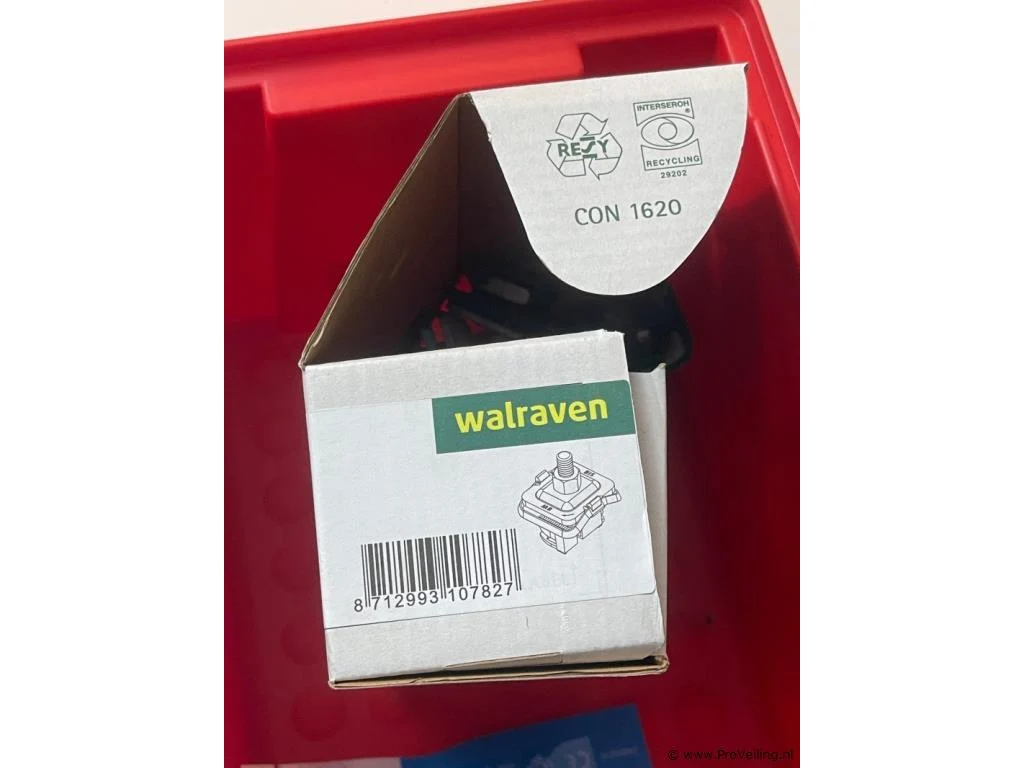 INTERSEROH
®
RESY
RECYCLING
29202
CON 1620
walraven
8 712993 107827
© www.ProVeiling.nl